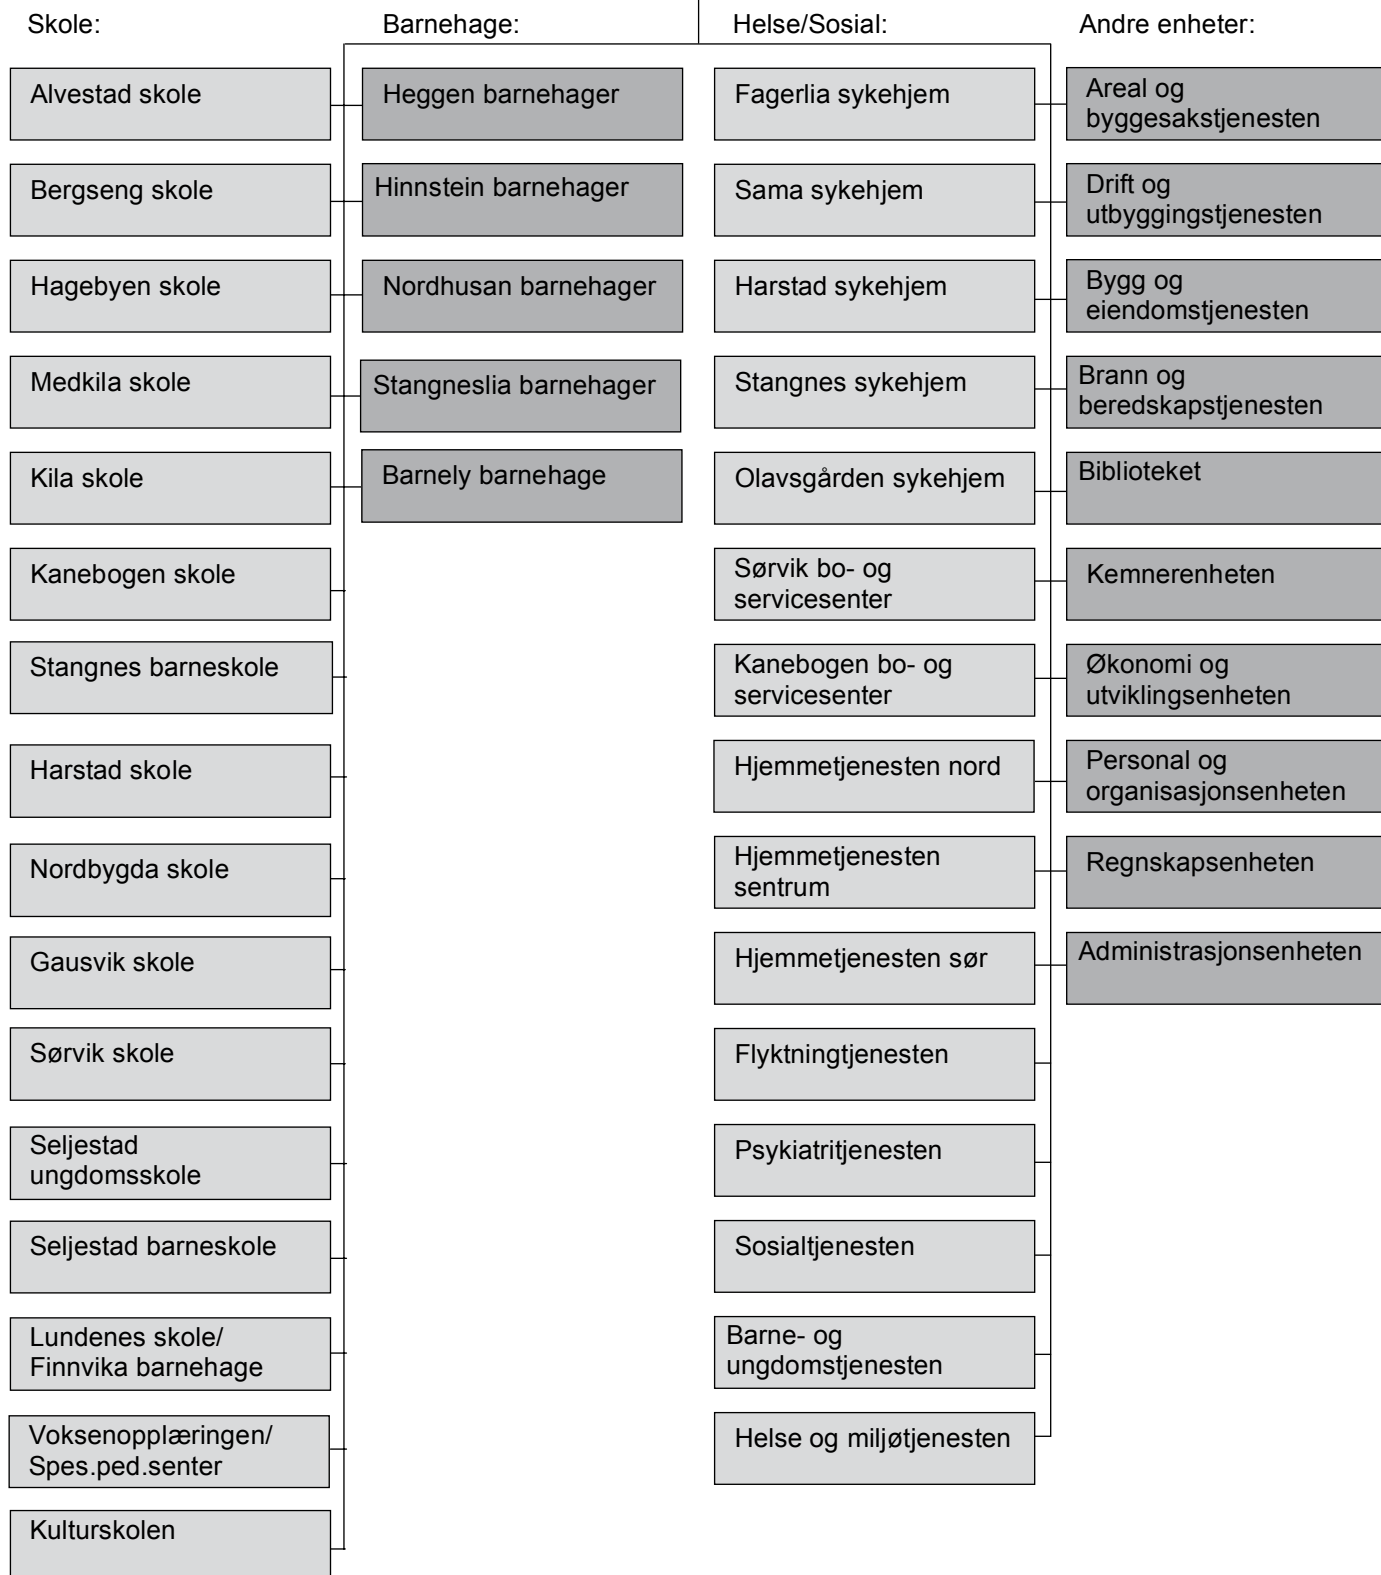 Skole:
Alvestad skole
Bergseng skole
Hagebyen skole
Medkila skole
Kila skole
Kanebogen skole
Stangnes barneskole
Harstad skole
Nordbygda skole
Gausvik skole
Sørvik skole
Seljestad
ungdomsskole
Seljestad barneskole
Lundenes skole/
Finnvika barnehage
Voksenopplæringen/
Spes.ped.senter
Kulturskolen
Barnehage:
Heggen barnehager
Hinnstein barnehager
Nordhusan barnehager
Stangneslia barnehager
Barnely barnehage
Helse/Sosial:
Fagerlia sykehjem
Sama sykehjem
Harstad sykehjem
Stangnes sykehjem
Olavsgården sykehjem
Sørvik bo- og
servicesenter
Kanebogen bo- og
servicesenter
Hjemmetjenesten nord
Hjemmetjenesten
sentrum
Hjemmetjenesten sør
Flyktningtjenesten
Psykiatritjenesten
Sosialtjenesten
Barne- og
ungdomstjenesten
Helse og miljøtjenesten
Andre enheter:
Areal og
byggesakstjenesten
Drift og
utbyggingstjenesten
Bygg og
eiendomstjenesten
Brann og
beredskapstjenesten
Biblioteket
Kemnerenheten
Økonomi og
utviklingsenheten
Personal og
organisasjonsenheten
Regnskapsenheten
Administrasjonsenheten